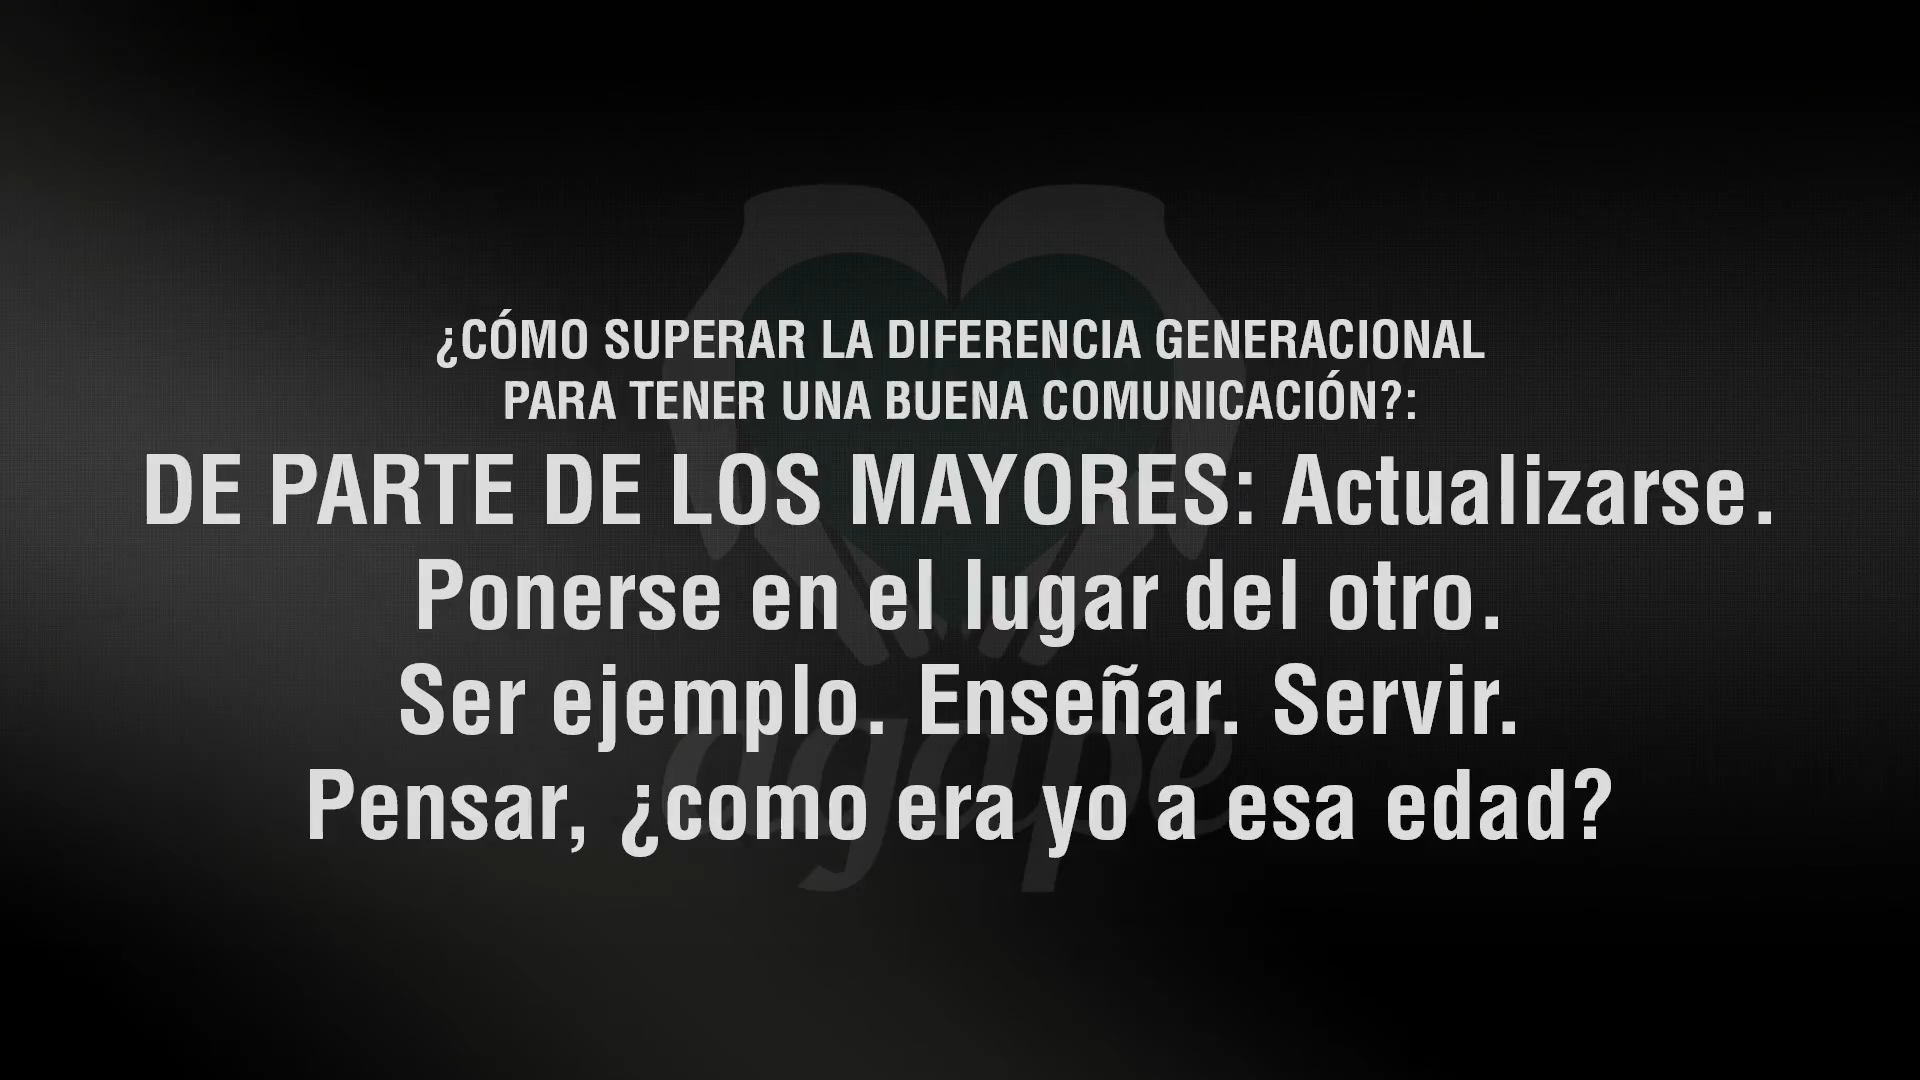 ¿CÓMO SUPERAR LA DIFERENCIA GENERACIONAL
PARA TENER UNA BUENA COMUNICACIÓN?:
DE PARTE DE LOS MAYORES: Actualizarse.
Ponerse en el lugar del otro.
Ser ejemplo. Enseñar. Servir.
Pensar, ¿como era yo a esa edad?
agape